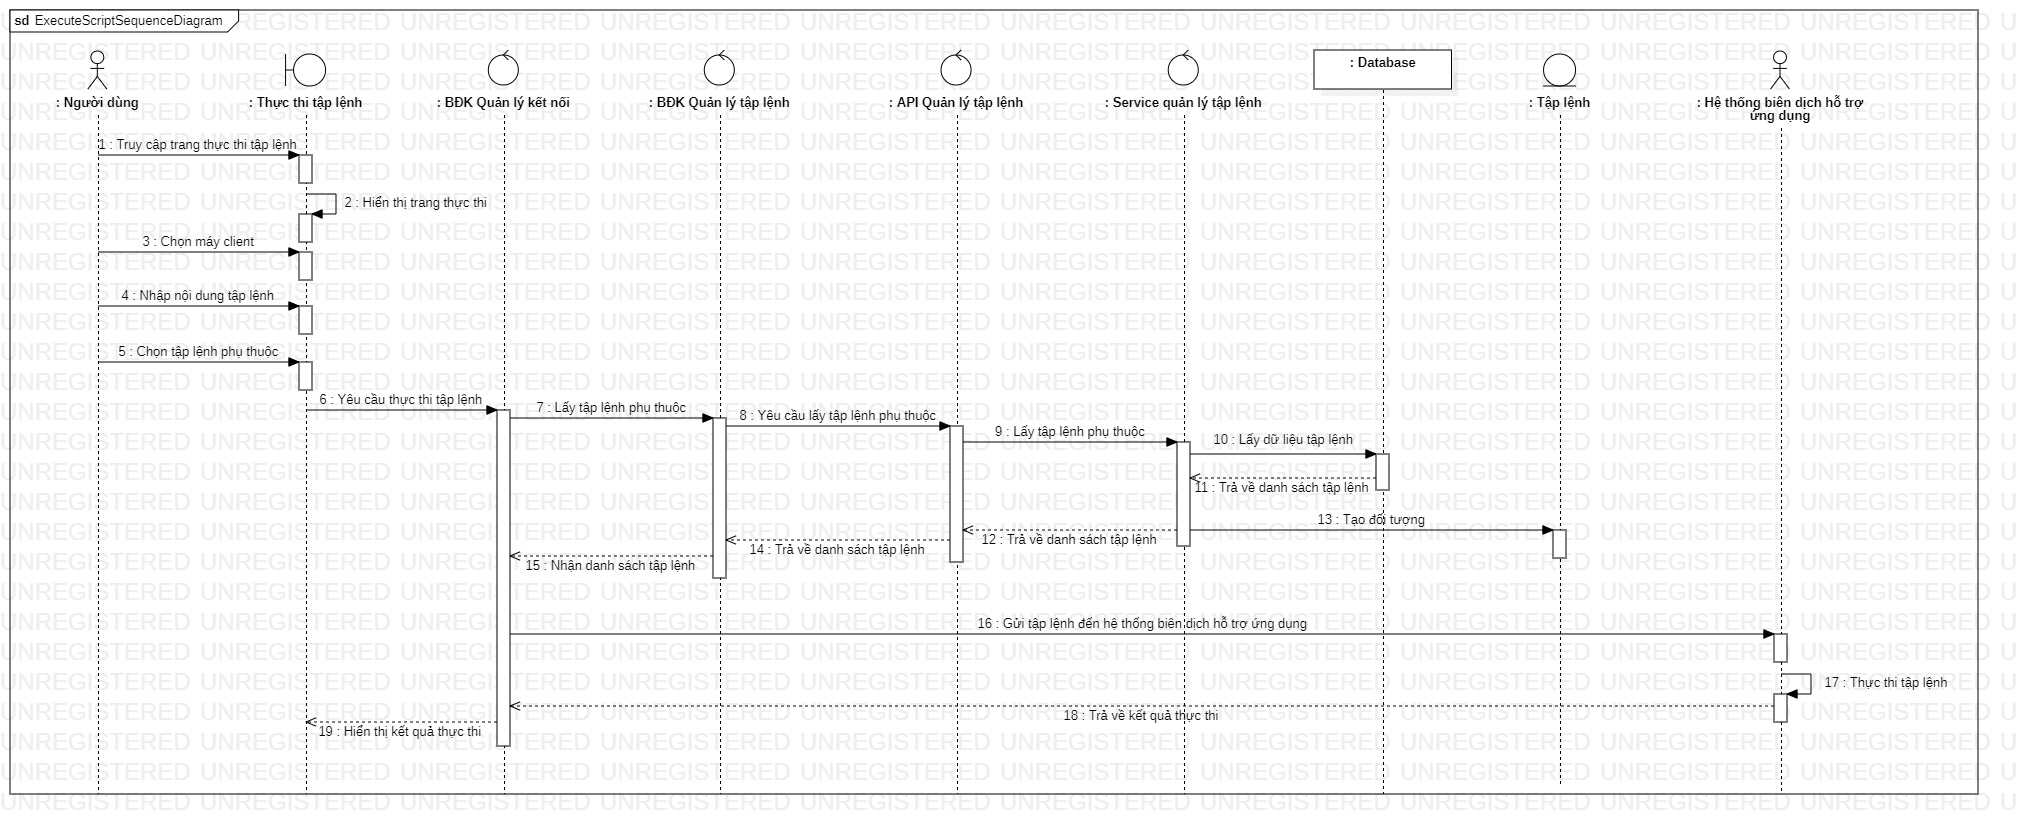 sd ExecuteScriptSequenceDiagram
: Người dùng
: Thực thi tập lệnh
: BĐK Quản lý kết nối
: BĐK Quản lý tập lệnh
: API Quản lý tập lệnh
: Service quản lý tập lệnh
: Database
: Tập lệnh
: Hệ thống biên dịch hỗ trợ
ứng dụng
1 : Truy cập trang thực thi tập lệnh
2 : Hiển thị trang thực thi
3 : Chọn máy client
4 : Nhập nội dung tập lệnh
5 : Chọn tập lệnh phụ thuộc
6 : Yêu cầu thực thi tập lệnh
7 : Lấy tập lệnh phụ thuộc
8 : Yêu cầu lấy tập lệnh phụ thuộc
9 : Lấy tập lệnh phụ thuộc
10 : Lấy dữ liệu tập lệnh
11 : Trả về danh sách tập lệnh
13 : Tạo đối tượng
12 : Trả về danh sách tập lệnh
14 : Trả về danh sách tập lệnh
15 : Nhận danh sách tập lệnh
16 : Gửi tập lệnh đến hệ thống biên dịch hỗ trợ ứng dụng
17 : Thực thi tập lệnh
18 : Trả về kết quả thực thi
19 : Hiển thị kết quả thực thi
UNREGISTERED